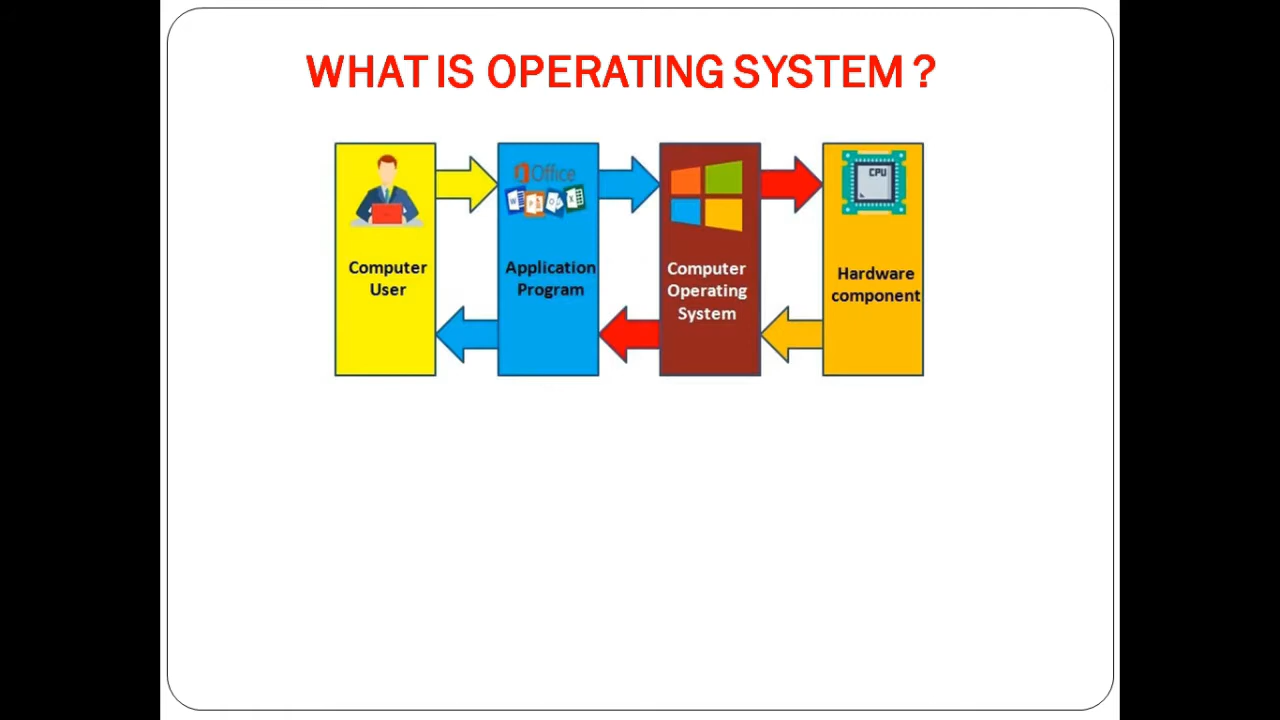 WHAT IS OPERATING SYSTEM ?
Office
CPU
W
P
O
X
Computer
User
Application
Program
Computer
Operating
System
Hardware
component